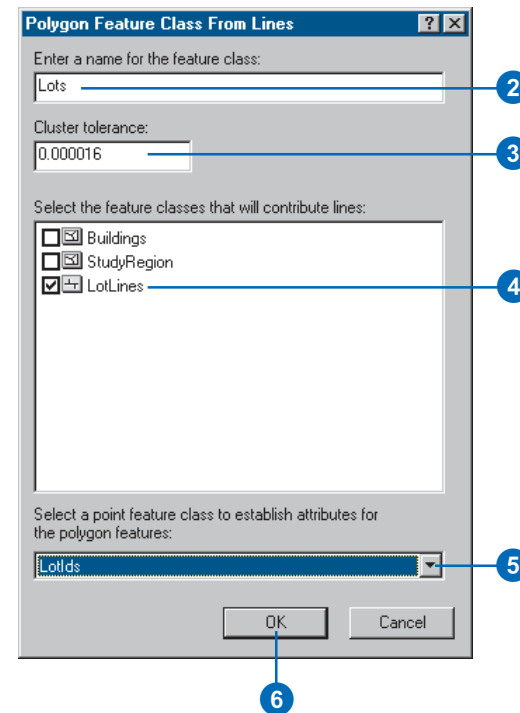 Polygon Feature Class From Lines
Enter a name for the feature class:
Lots
2
Cluster tolerance:
0.000016
3
Select the feature classes that will contribute lines:
Buildings
StudyRegion
LotLines
4
Select a point feature class to establish attributes for
the polygon features:
LotIds
5
OK
Cancel
6